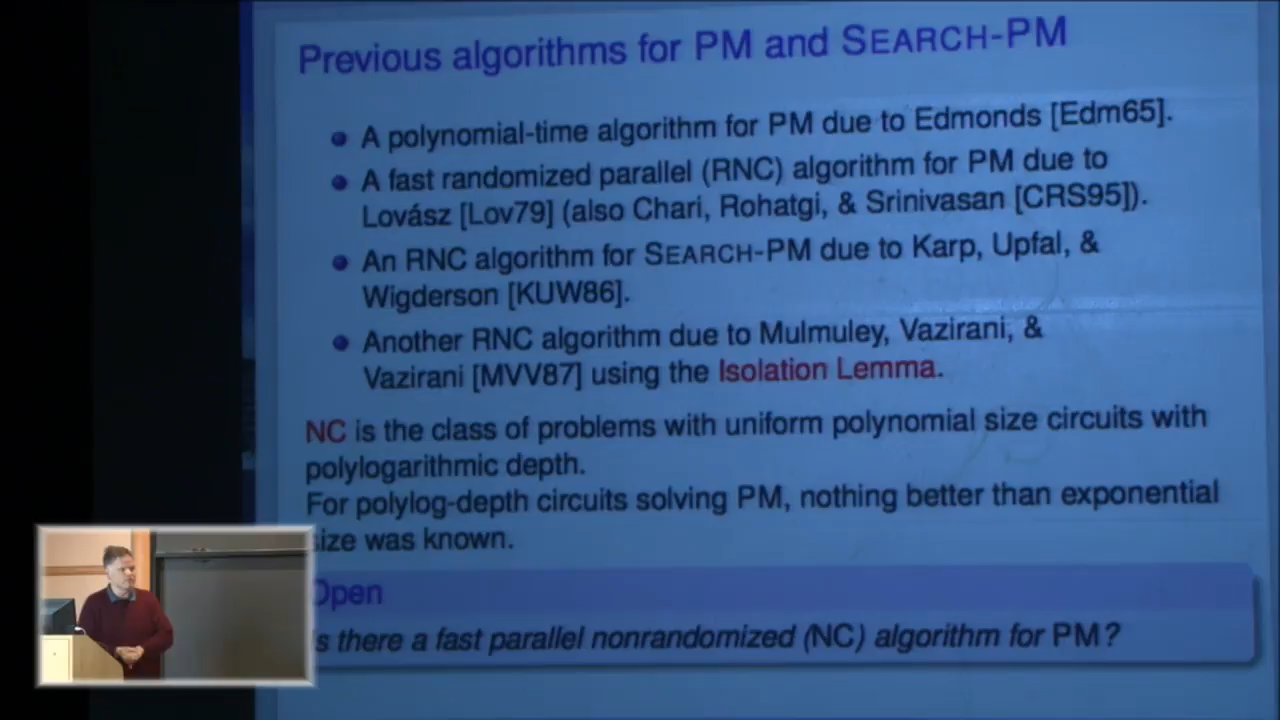 Previous algorithms for PM and SEARCH-PM
A polynomial-time algorithm for PM due to Edmonds [Edm65].
A fast randomized parallel (RNC) algorithm for PM due to
Lovász [Lov79] (also Chari, Rohatgi, & Srinivasan [CRS95]).
An RNC algorithm for SEARCH-PM due to Karp, Upfal, &
Wigderson [KUW86].
Another RNC algorithm due to Mulmuley, Vazirani, &
Vazirani [MVV87] using the Isolation Lemma.
NC is the class of problems with uniform polynomial size circuits with
polylogarithmic depth.
For polylog-depth circuits solving PM, nothing better than exponential
size was known.
Open
Is there a fast parallel nonrandomized (NC) algorithm for PM?